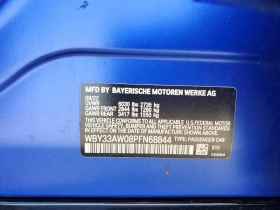 MFD BY BAYERISCHE MOTOREN WERKE AG
09/22
GVWR 6030 lbs 2735 kg
GAWR FRONT 2844 lbs 1290 kg
GAWR REAR 3417 lbs 1550 kg
THIS VEHICLE CONFORMS TO ALL APPLICABLE U.S. FEDERAL MOTOR
VEHICLE SAFETY, BUMPER AND THEFT PREVENTION STANDARDS
IN EFFECT ON THE DATE OF MANUFACTURE SHOWN ABOVE.
WBY33AW08PFN68844 TYPE: PASSENGER CAR